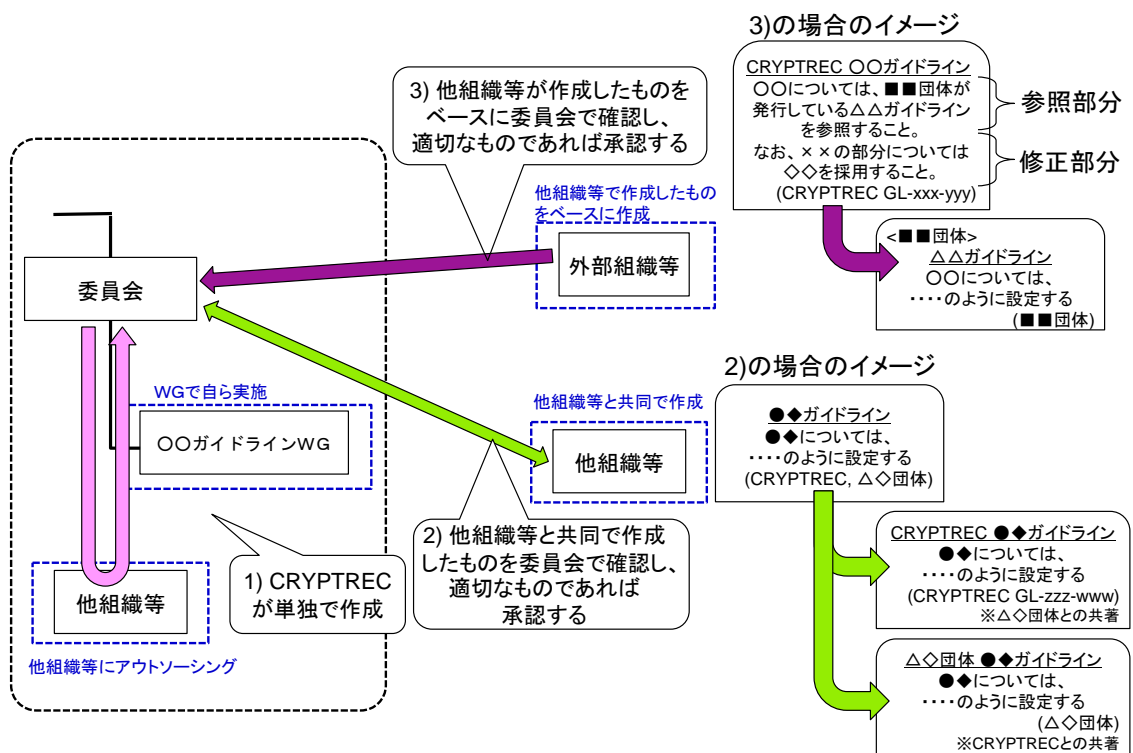 3)の場合のイメージ
CRYPTREC 〇〇ガイドライン
〇〇については、■■団体が
発行している△△ガイドライン
を参照すること。
なお、××の部分については
◇◇を採用すること。
(CRYPTREC GL-xxx-yyy)
参照部分
修正部分
<■■団体>
△△ガイドライン
〇〇については、
････のように設定する
(■■団体)
3) 他組織等が作成したものを
ベースに委員会で確認し、
適切なものであれば承認する
他組織等で作成したもの
をベースに作成
外部組織等
委員会
WGで自ら実施
〇〇ガイドラインWG
他組織等
他組織等にアウトソーシング
1) CRYPTREC
が単独で作成
他組織等と共同で作成
他組織等
2) 他組織等と共同で作成
したものを委員会で確認し、
適切なものであれば
承認する
2)の場合のイメージ
●◆ガイドライン
●◆については、
････のように設定する
(CRYPTREC, △◇団体)
CRYPTREC ●◆ガイドライン
●◆については、
････のように設定する
(CRYPTREC GL-zzz-www)
※△◇団体との共著
△◇団体 ●◆ガイドライン
●◆については、
････のように設定する
(△◇団体)
※CRYPTRECとの共著